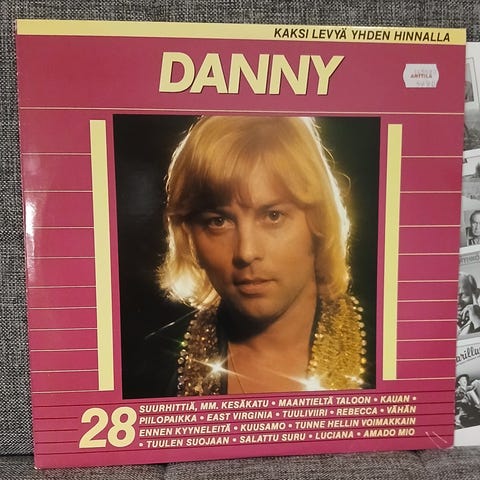 KAKSI LEVYÄ YHDEN HINNALLA
DANNY
ANTTILA
28 SUURHITTIÄ, MM. KESÄKATU • MAANTIELTÄ TALOON • KAUAN •
PIILOPAIKKA • EAST VIRGINIA • TUULIVIIRI • REBECCA • VÄHÄN
ENNEN KYYNELEITÄ • KUUSAMO • TUNNE HELLIN VOIMAKKAIN
• TUULEN SUOJAAN • SALATTU SURU • LUCIANA • AMADO MIO